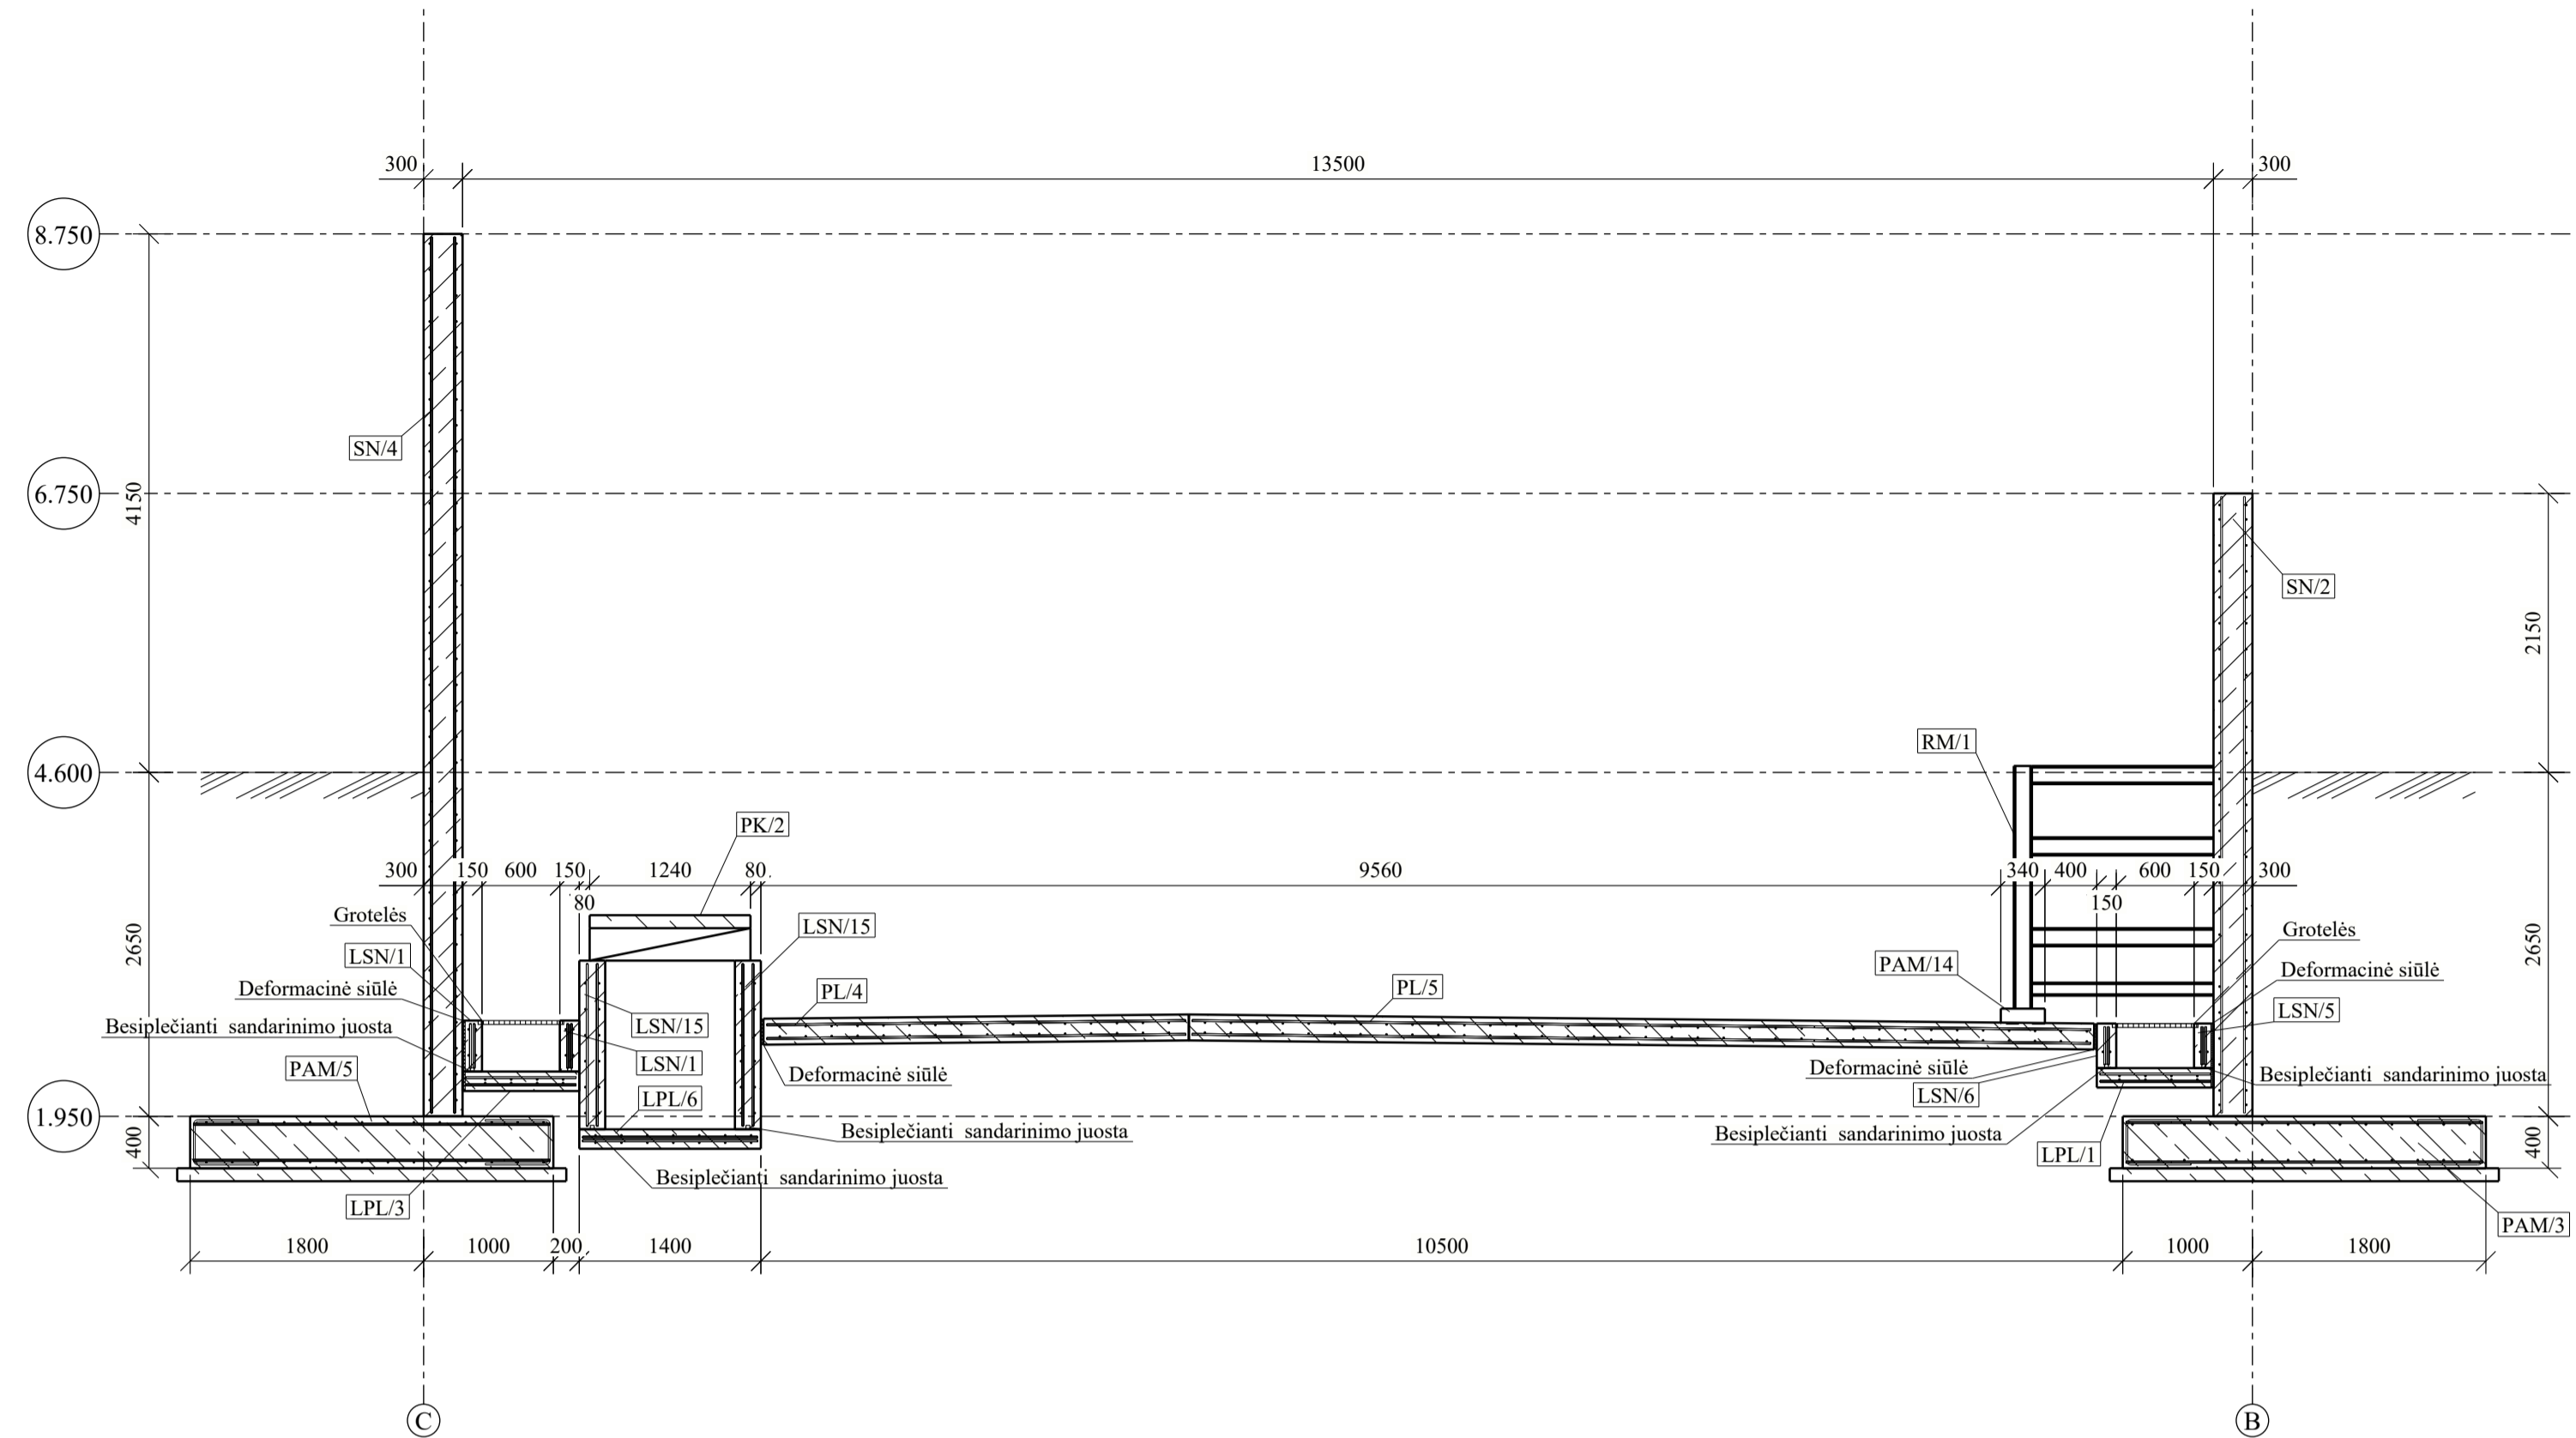 300
13500
300
8.750
SN/4
6.750
4150
SN/2
2150
RM/1
4.600
PK/2
300
150
600
150
1240
80
9560
340
400
600
150
300
80
150
Grotelės
LSN/15
Grotelės
LSN/1
2650
2650
PAM/14
Deformacinė siūlė
Deformacinė siūlė
PL/4
PL/5
LSN/5
Besiplečianti sandarinimo juosta
LSN/15
PAM/5
LSN/1
Deformacinė siūlė
Deformacinė siūlė
Besiplečianti sandarinimo juosta
LPL/6
LSN/6
1.950
400
Besiplečianti sandarinimo juosta
Besiplečianti sandarinimo juosta
400
LPL/1
Besiplečianti sandarinimo juosta
LPL/3
PAM/3
1800
1000
200
1400
10500
1000
1800
C
B